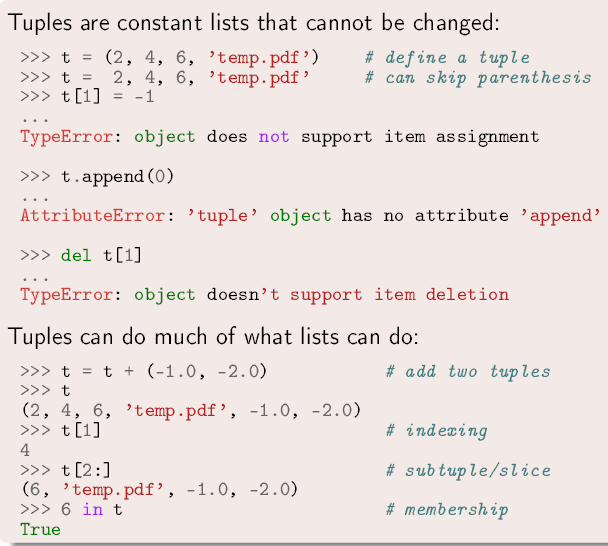 Tuples are constant lists that cannot be changed:
>>> t = (2, 4, 6, ’temp.pdf’)    # define a tuple
>>> t =  2, 4, 6, ’temp.pdf’     # can skip parenthesis
>>> t[1] = -1
...
TypeError: object does not support item assignment
>>> t.append(0)
...
AttributeError: ’tuple’ object has no attribute ’append’
>>> del t[1]
...
TypeError: object doesn’t support item deletion
Tuples can do much of what lists can do:
>>> t = t + (-1.0, -2.0)           # add two tuples
>>> t
(2, 4, 6, ’temp.pdf’, -1.0, -2.0)
>>> t[1]                           # indexing
4
>>> t[2:]                          # subtuple/slice
(6, ’temp.pdf’, -1.0, -2.0)
>>> 6 in t                         # membership
True